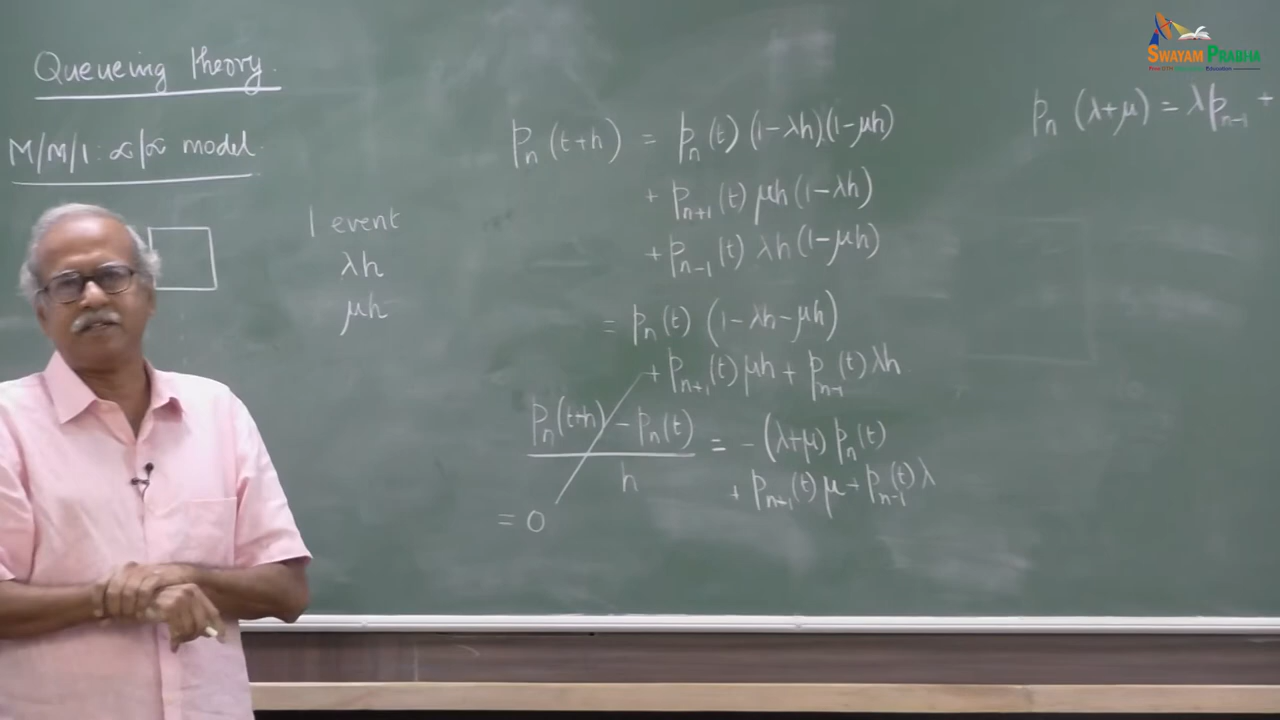 Queueing theory.
M/M/1: ∝/∝ model.
1 event
λh
μh
pₙ(t+h) = pₙ(t) (1-λh)(1-μh)
+ pₙ₊₁(t) μh(1-λh)
+ pₙ₋₁(t) λh(1-μh)
= pₙ(t) (1-λh-μh)
+ pₙ₊₁(t) μh + pₙ₋₁(t) λh
pₙ(t+h) - pₙ(t)
h
= - (λ+μ) pₙ(t)
+ pₙ₊₁(t) μ + pₙ₋₁(t) λ
= 0
pₙ (λ+μ) = λ pₙ₋₁ +
SWAYAM PRABHA